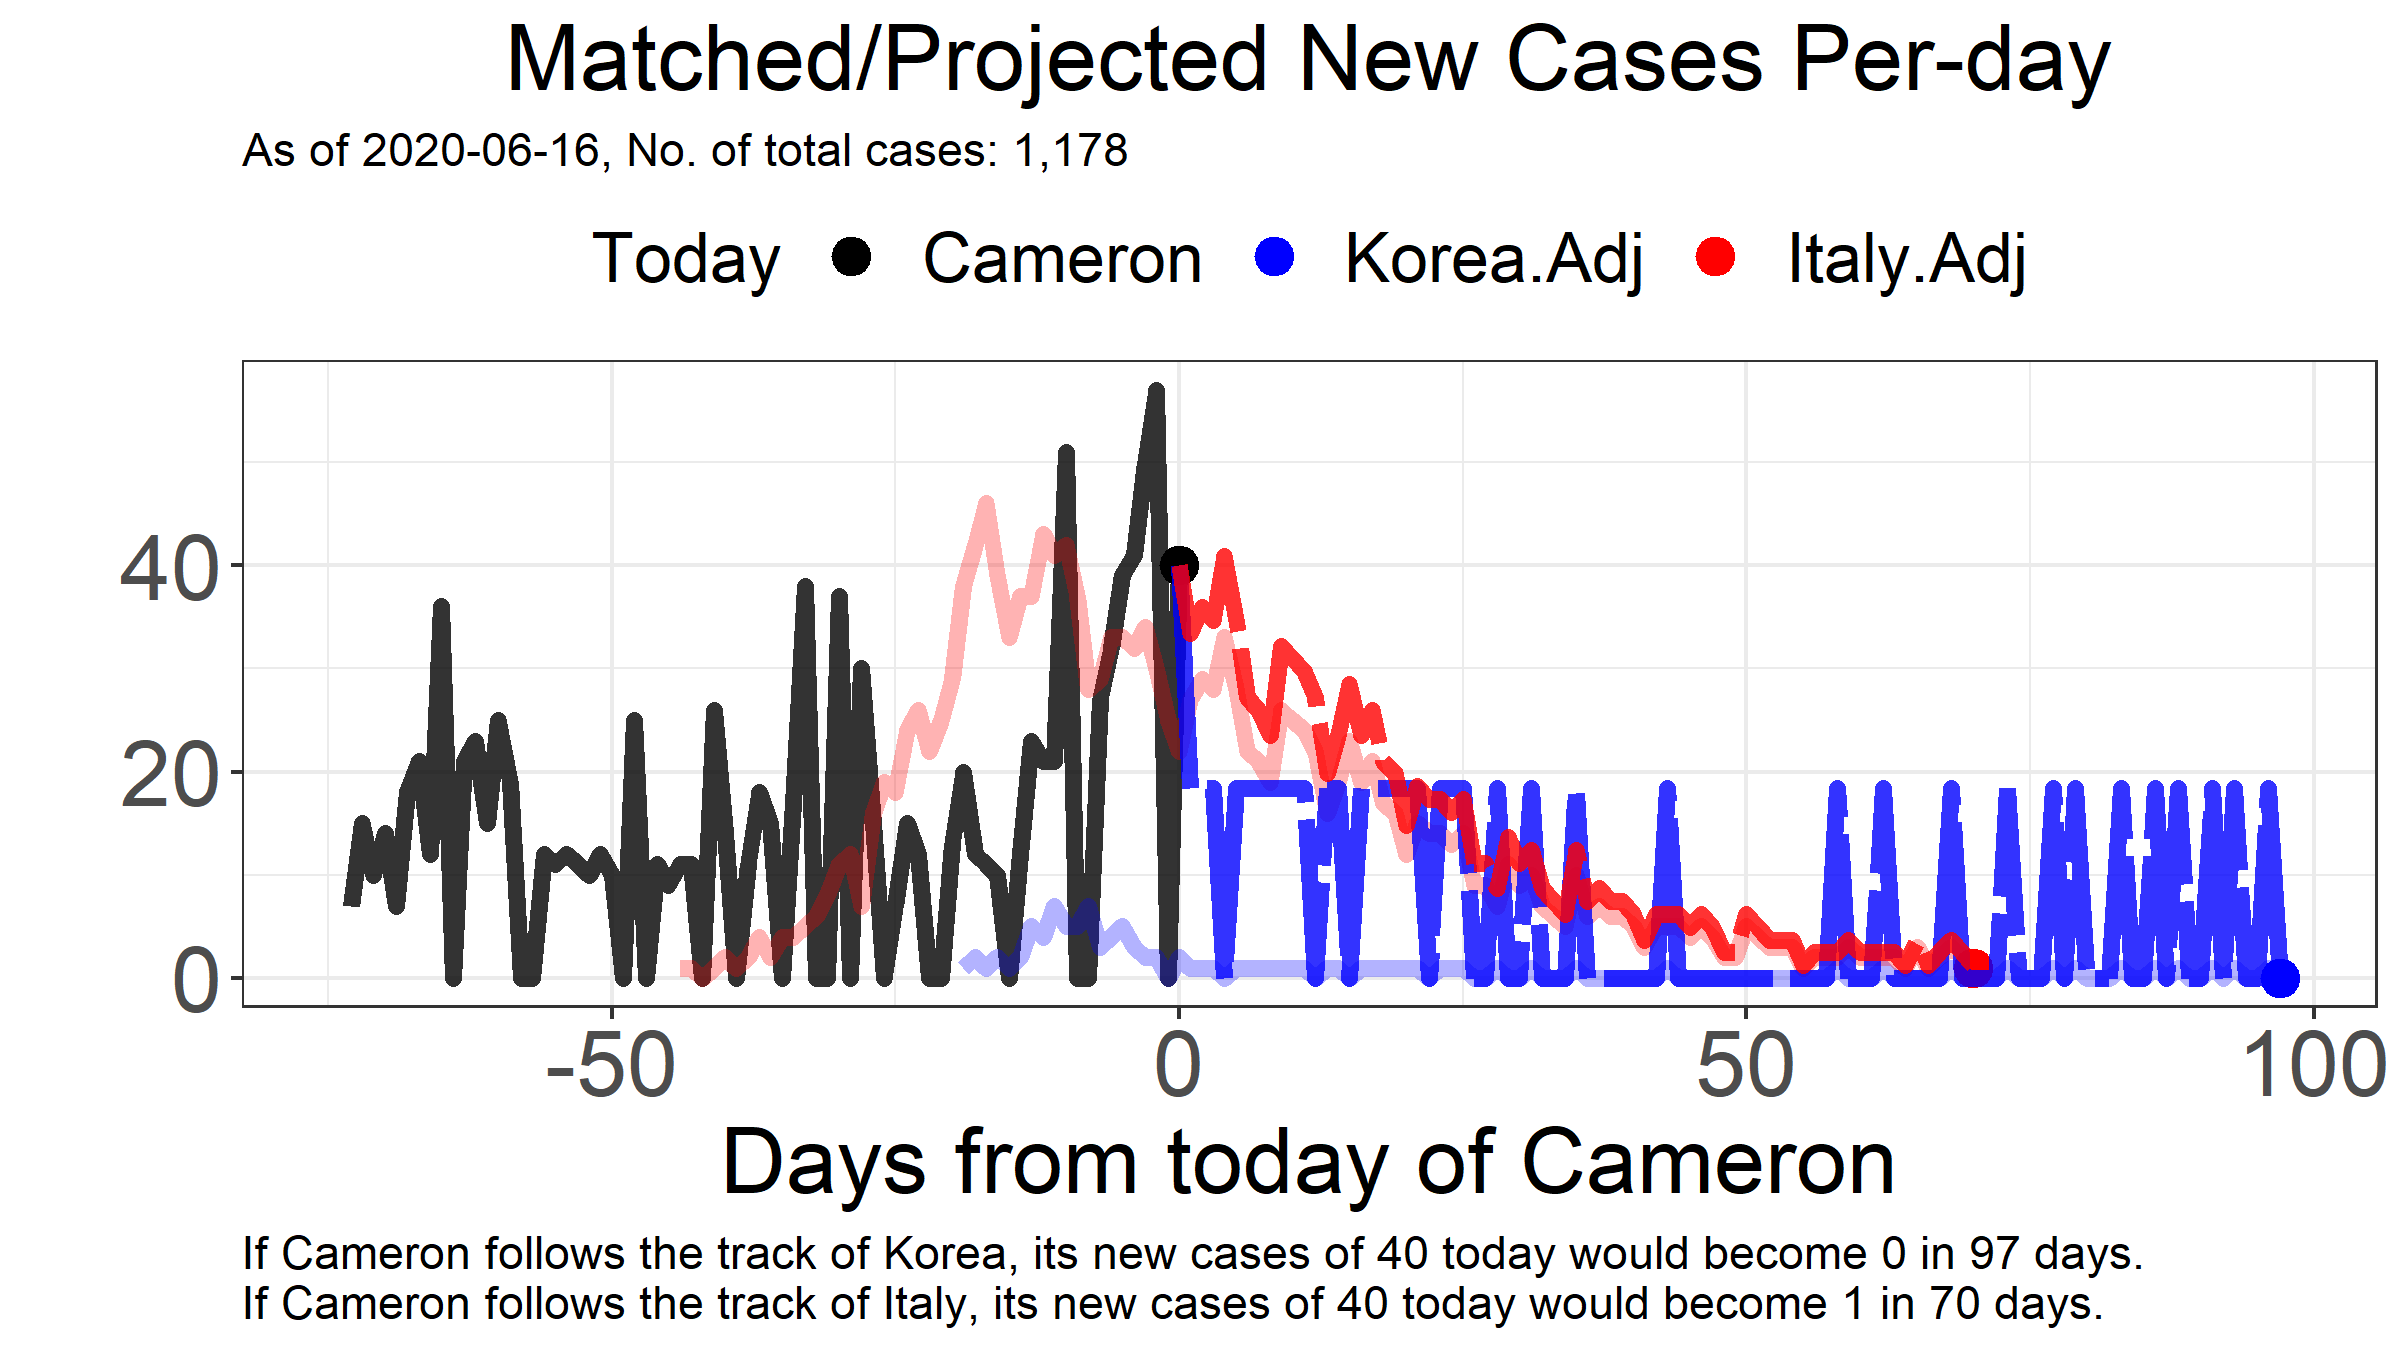 Matched/Projected New Cases Per-day
As of 2020-06-16, No. of total cases: 1,178
Today Cameron Korea.Adj Italy.Adj
40
20
0
-50 0 50 100
Days from today of Cameron
If Cameron follows the track of Korea, its new cases of 40 today would become 0 in 97 days.
If Cameron follows the track of Italy, its new cases of 40 today would become 1 in 70 days.